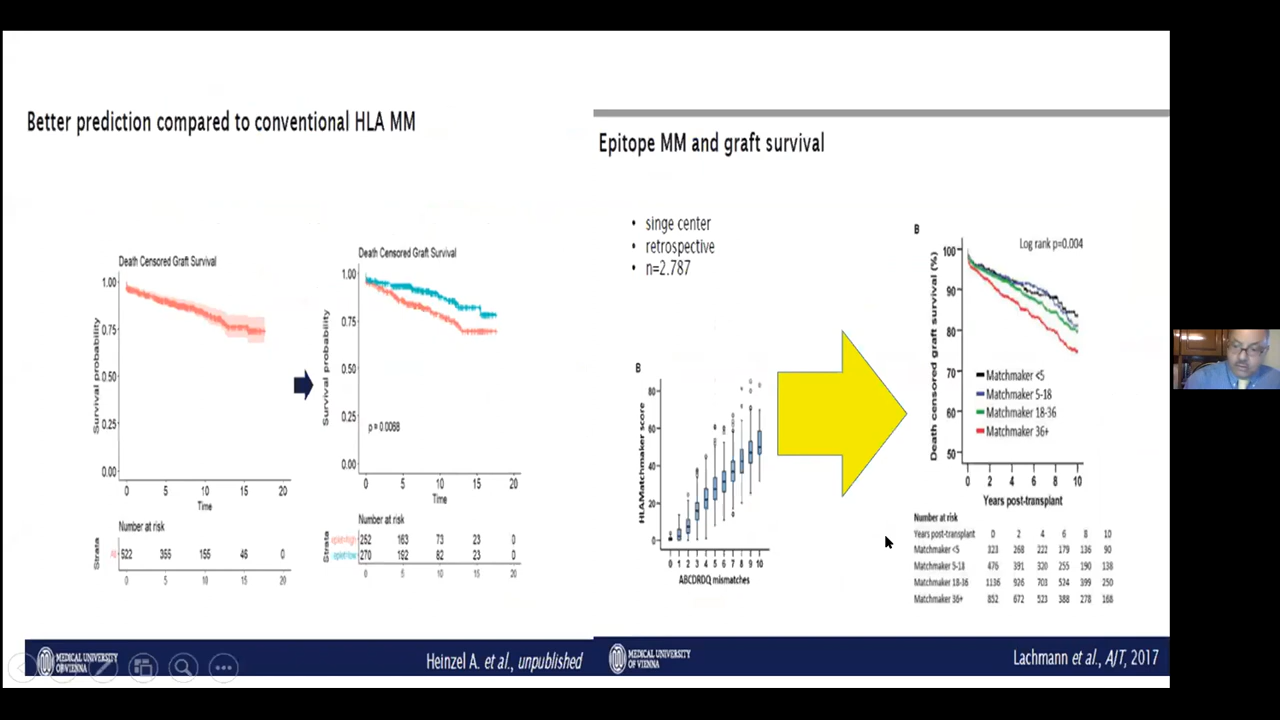 Better prediction compared to conventional HLA MM
Death Censored Graft Survival
Survival probability
1.00
0.75
0.50
0.25
0.00
0 5 10 15 20
Time
Number at risk
Strata
522 355 155 46 0
Death Censored Graft Survival
Survival probability
1.00
0.75
0.50
0.25
0.00
p = 0.0068
0 5 10 15 20
Time
Number at risk
Strata
eplet=high 252 163 73 23 0
eplet=low 270 192 82 23 0
0 5 10 15 20
MEDICAL UNIVERSITY
OF VIENNA
Heinzel A. et al., unpublished
Epitope MM and graft survival
• singe center
• retrospective
• n=2.787
B
HLAMatchmaker score
80
60
40
20
0
0 1 2 3 4 5 6 7 8 9 10
ABCDRDQ mismatches
B
Log rank p=0.004
Death censored graft survival (%)
100
90
80
70
60
50
Matchmaker <5
Matchmaker 5-18
Matchmaker 18-36
Matchmaker 36+
0 2 4 6 8 10
Years post-transplant
Number at risk
Years post-transplant 0 2 4 6 8 10
Matchmaker <5 323 268 222 179 136 90
Matchmaker 5-18 476 391 320 255 190 138
Matchmaker 18-36 1136 926 703 524 399 250
Matchmaker 36+ 852 672 523 388 278 168
MEDICAL UNIVERSITY
OF VIENNA
Lachmann et al., AJT, 2017